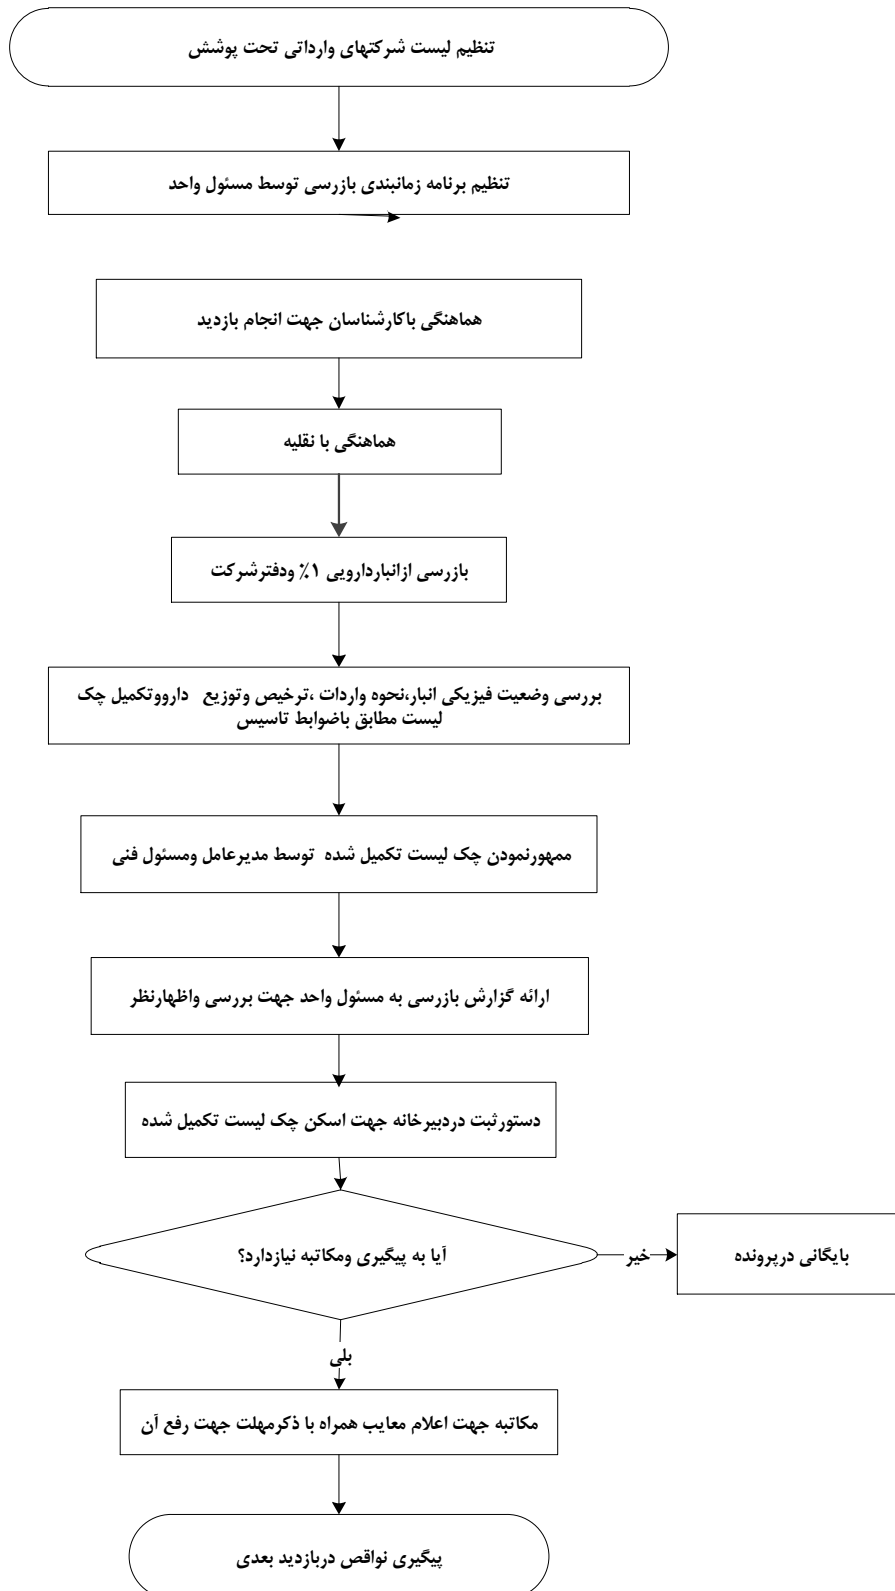 تنظیم لیست شرکتهای وارداتی تحت پوشش
تنظیم برنامه زمانبندی بازرسی توسط مسئول واحد
هماهنگی باکارشناسان جهت انجام بازدید
هماهنگی با نقلیه
بازرسی ازانباردارویی ۱٪ ودفترشرکت
بررسی وضعیت فیزیکی انبار،نحوه واردات ،ترخیص وتوزیع دارووتکمیل چک
لیست مطابق باضوابط تاسیس
ممهورنمودن چک لیست تکمیل شده توسط مدیرعامل ومسئول فنی
ارائه گزارش بازرسی به مسئول واحد جهت بررسی واظهارنظر
دستورثبت دردبیرخانه جهت اسکن چک لیست تکمیل شده
آیا به پیگیری ومکاتبه نیازدارد؟
خیر
بایگانی درپرونده
بلی
مکاتبه جهت اعلام معایب همراه با ذکرمهلت جهت رفع آن
پیگیری نواقص دربازدید بعدی